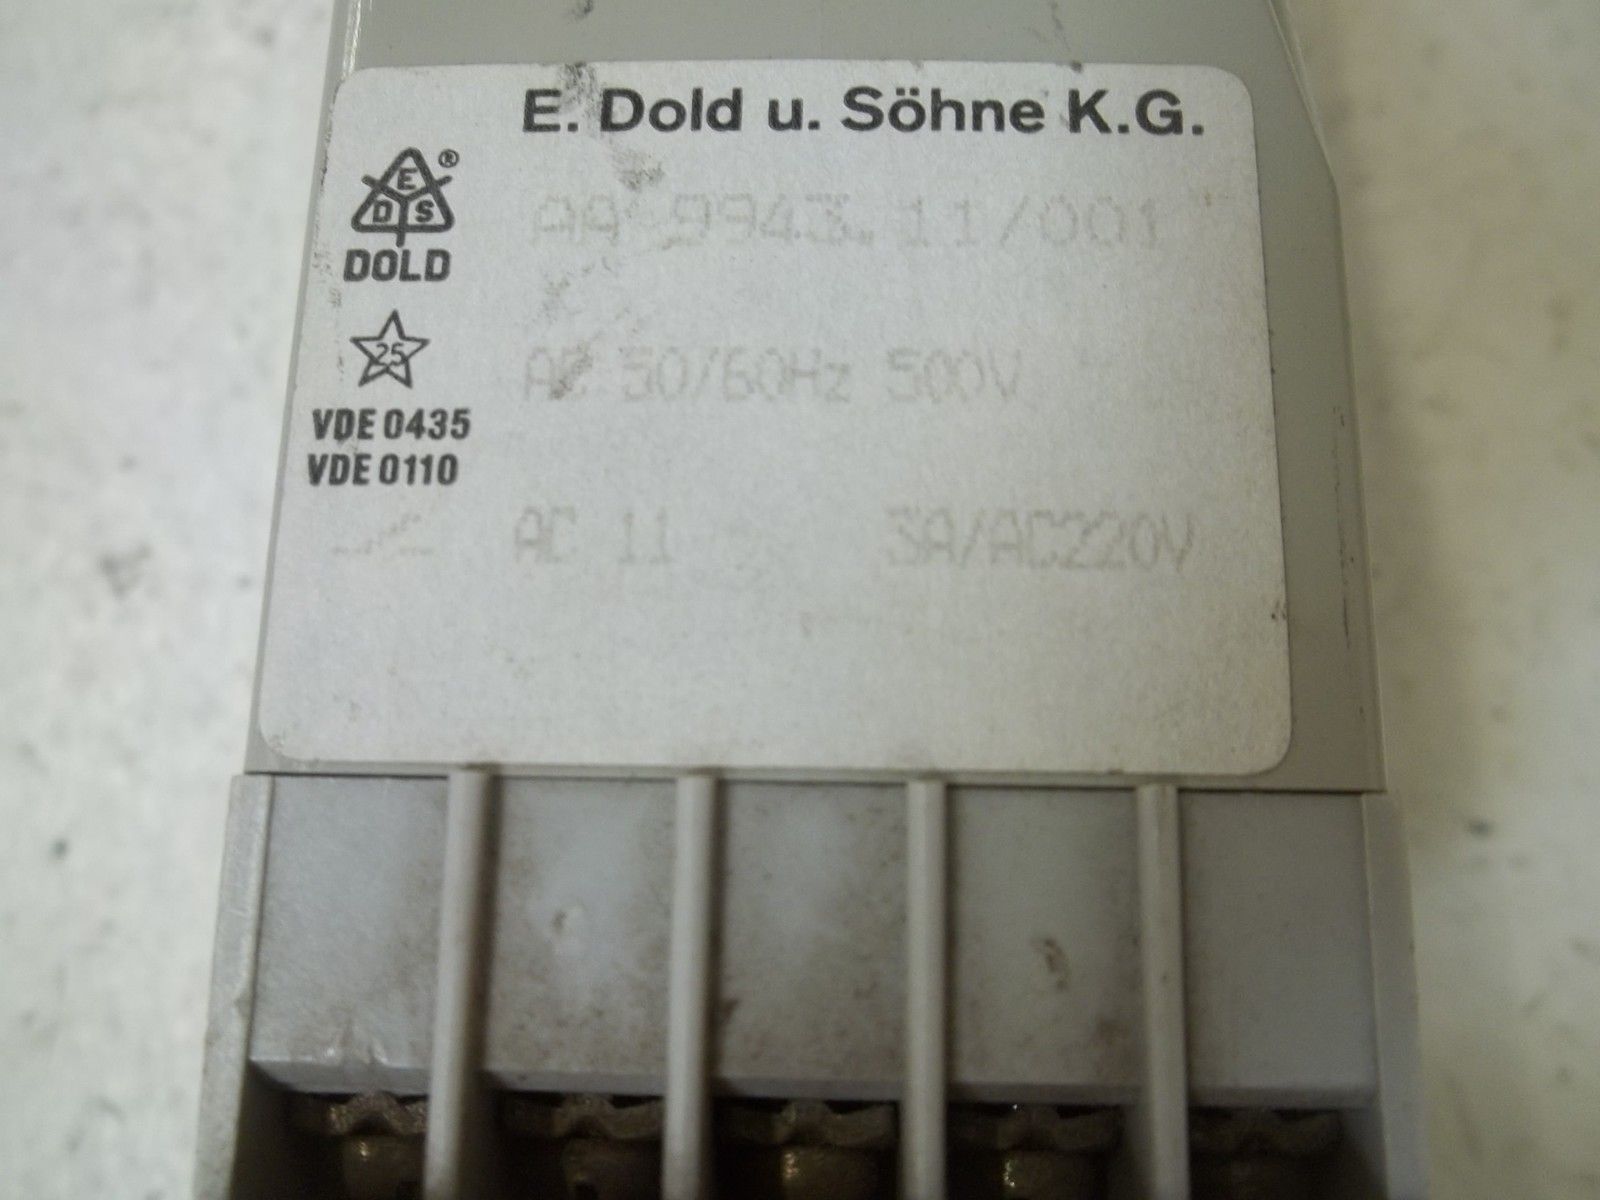 E. Dold u. Söhne K.G.
E
D S
®
DOLD
AA 9943.11/001
25
AC 50/60Hz 500V
VDE 0435
VDE 0110
AC 11 3A/AC220V